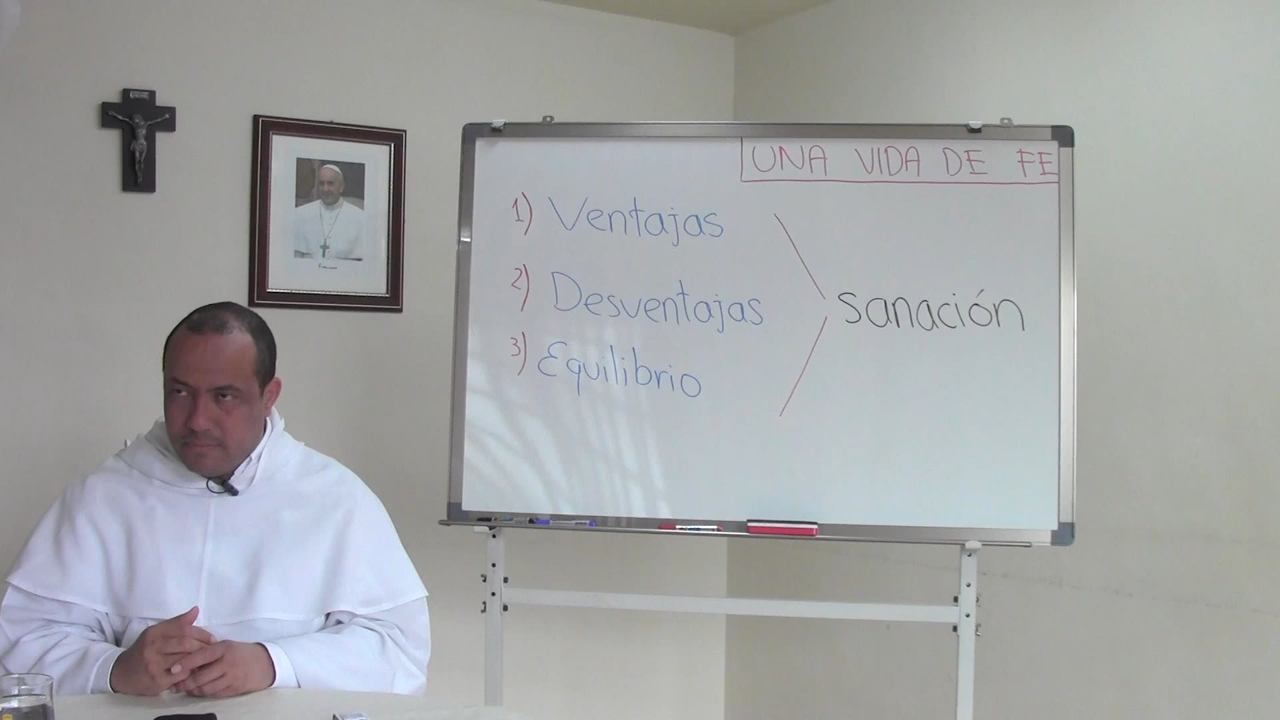 UNA VIDA DE FE
1) Ventajas
2) Desventajas
3) Equilibrio
sanación